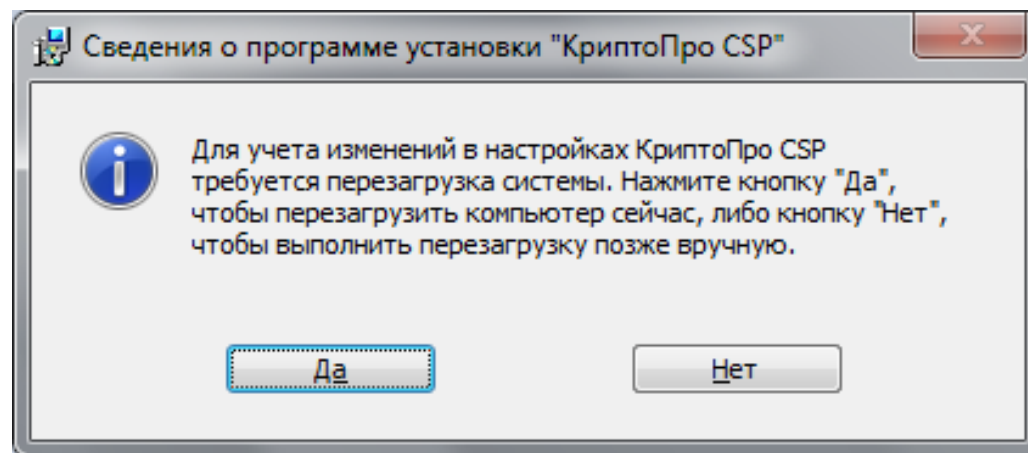 Сведения о программе установки "КриптоПро CSP"
Для учета изменений в настройках КриптоПро CSP
требуется перезагрузка системы. Нажмите кнопку "Да",
чтобы перезагрузить компьютер сейчас, либо кнопку "Нет",
чтобы выполнить перезагрузку позже вручную.
Да
Нет